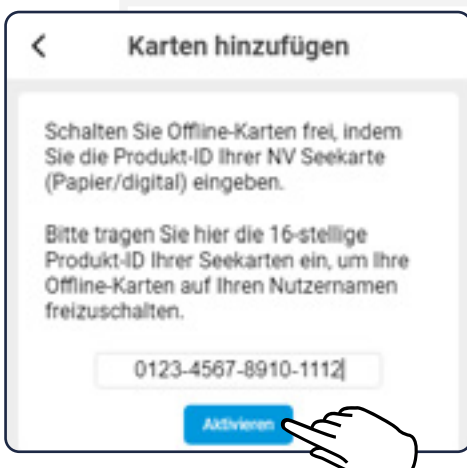 Karten hinzufügen
Schalten Sie Offline-Karten frei, indem
Sie die Produkt-ID Ihrer NV Seekarte
(Papier/digital) eingeben.
Bitte tragen Sie hier die 16-stellige
Produkt-ID Ihrer Seekarten ein, um Ihre
Offline-Karten auf Ihren Nutzernamen
freizuschalten.
0123-4567-8910-1112
Aktivieren